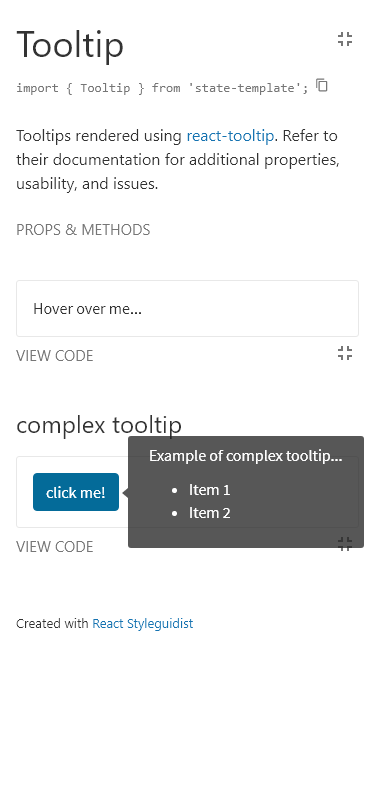 Tooltip
import { Tooltip } from 'state-template';
Tooltips rendered using react-tooltip. Refer to
their documentation for additional properties,
usability, and issues.
PROPS & METHODS
Hover over me...
VIEW CODE
complex tooltip
Example of complex tooltip...
click me!
• Item 1
• Item 2
VIEW CODE
Created with React Styleguidist